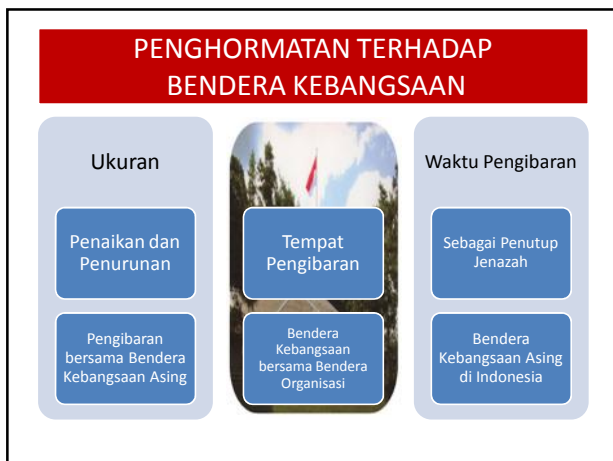 PENGHORMATAN TERHADAP
BENDERA KEBANGSAAN
Ukuran
Penaikan dan
Penurunan
Pengibaran
bersama Bendera
Kebangsaan Asing
Tempat
Pengibaran
Bendera
Kebangsaan
bersama Bendera
Organisasi
Waktu Pengibaran
Sebagai Penutup
Jenazah
Bendera
Kebangsaan Asing
di Indonesia